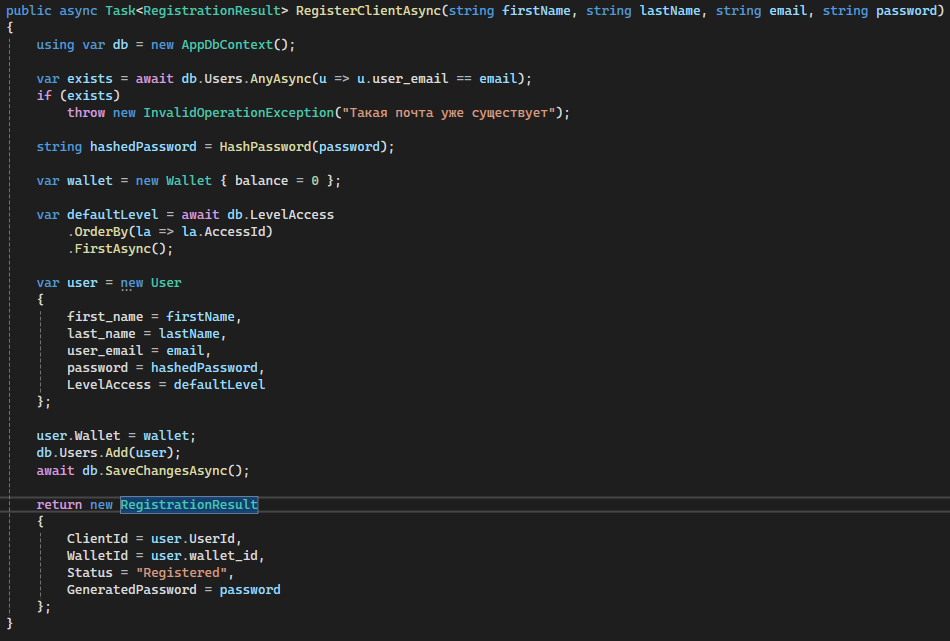 public async Task<RegistrationResult> RegisterClientAsync(string firstName, string lastName, string email, string password)
{
    using var db = new AppDbContext();

    var exists = await db.Users.AnyAsync(u => u.user_email == email);
    if (exists)
        throw new InvalidOperationException("Такая почта уже существует");

    string hashedPassword = HashPassword(password);

    var wallet = new Wallet { balance = 0 };

    var defaultLevel = await db.LevelAccess
        .OrderBy(la => la.AccessId)
        .FirstAsync();

    var user = new User
    {
        first_name = firstName,
        last_name = lastName,
        user_email = email,
        password = hashedPassword,
        LevelAccess = defaultLevel
    };

    user.Wallet = wallet;
    db.Users.Add(user);
    await db.SaveChangesAsync();

    return new RegistrationResult
    {
        ClientId = user.UserId,
        WalletId = user.wallet_id,
        Status = "Registered",
        GeneratedPassword = password
    };
}